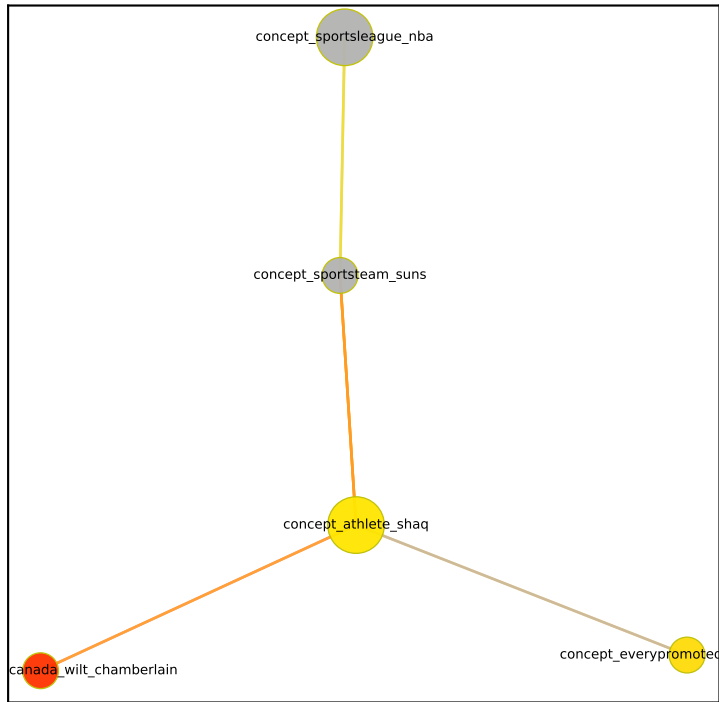 concept_sportsleague_nba
concept_sportsteam_suns
concept_athlete_shaq
concept_everypromoted
canada_wilt_chamberlain